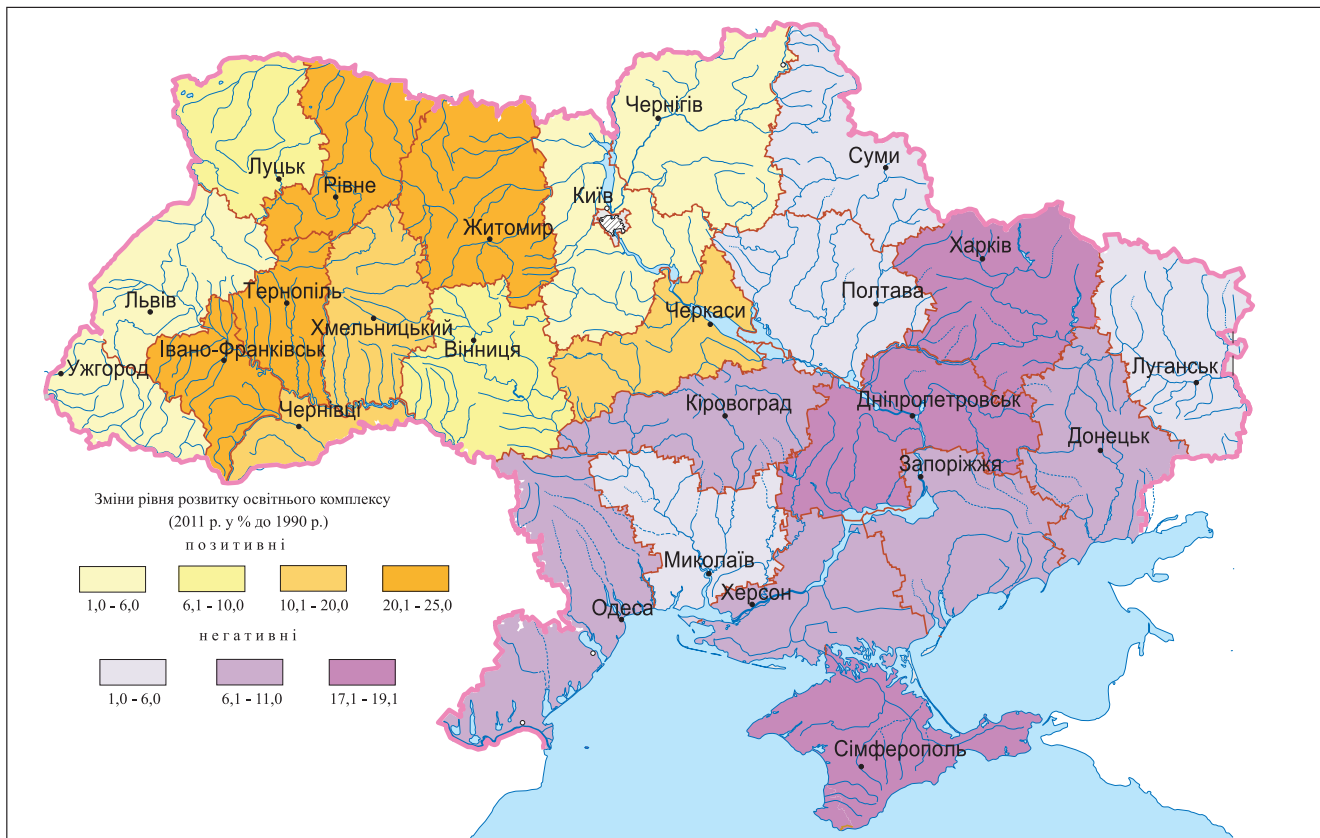 Чернігів
Суми
Луцьк
Рівне
Київ
Житомир
Харків
Львів
Тернопіль
Полтава
Хмельницький
Черкаси
Івано-Франківськ
Вінниця
Ужгород
Луганськ
Чернівці
Кіровоград
Дніпропетровськ
Донецьк
Запоріжжя
Миколаїв
Херсон
Одеса
Сімферополь
Зміни рівня розвитку освітнього комплексу
(2011 р. у % до 1990 р.)
позитивні
1,0 - 6,0 6,1 - 10,0 10,1 - 20,0 20,1 - 25,0
негативні
1,0 - 6,0 6,1 - 11,0 17,1 - 19,1